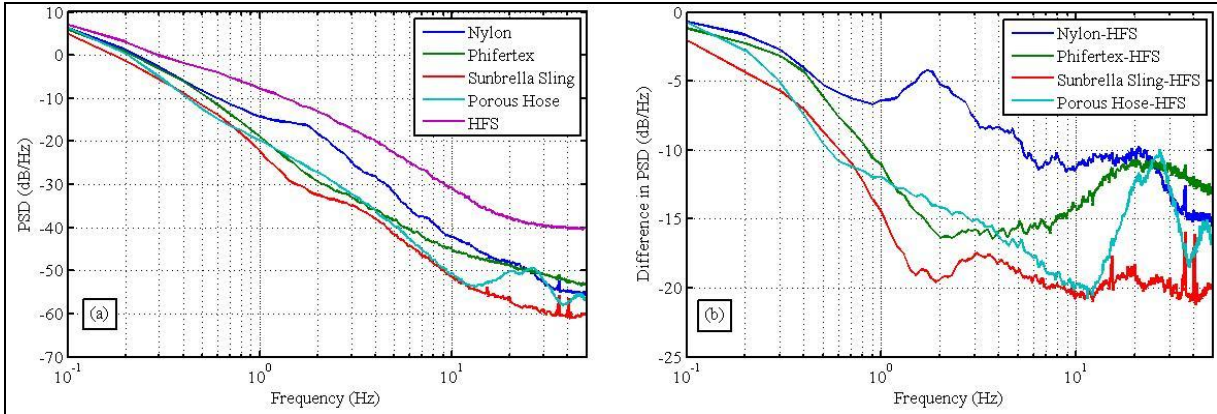 10
0
-10
-20
-30
-40
-50
-60
-70
PSD (dB/Hz)
Nylon
Phifertex
Sunbrella Sling
Porous Hose
HFS
(a)
10^-1
10^0
10^1
Frequency (Hz)
0
-5
-10
-15
-20
-25
Difference in PSD (dB/Hz)
Nylon-HFS
Phifertex-HFS
Sunbrella Sling-HFS
Porous Hose-HFS
(b)
10^-1
10^0
10^1
Frequency (Hz)